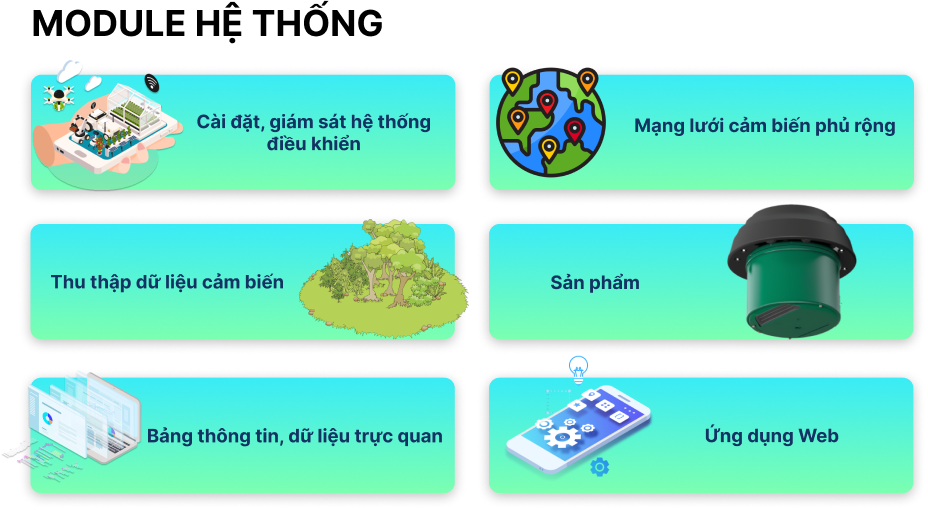 MODULE HỆ THỐNG
Cài đặt, giám sát hệ thống
điều khiển
Mạng lưới cảm biến phủ rộng
Thu thập dữ liệu cảm biến
Sản phẩm
Bảng thông tin, dữ liệu trực quan
Ứng dụng Web